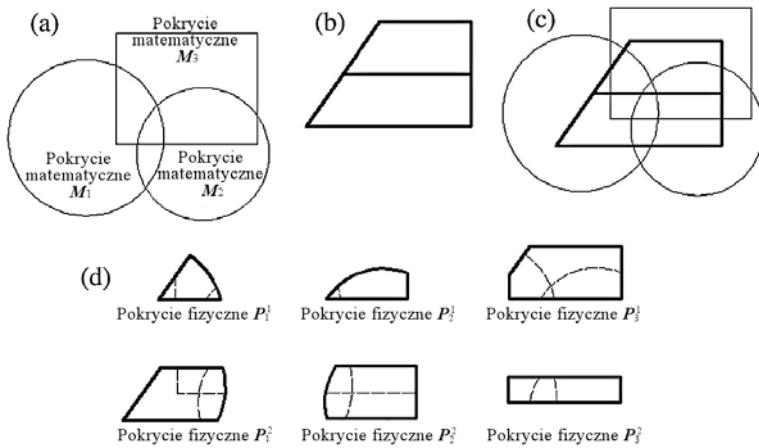 (a)
Pokrycie
matematyczne
M₃
Pokrycie
matematyczne
M₁
Pokrycie
matematyczne
M₂
(b)
(c)
(d)
Pokrycie fizyczne P₁¹
Pokrycie fizyczne P₂¹
Pokrycie fizyczne P₃¹
Pokrycie fizyczne P₁²
Pokrycie fizyczne P₂²
Pokrycie fizyczne P₃²